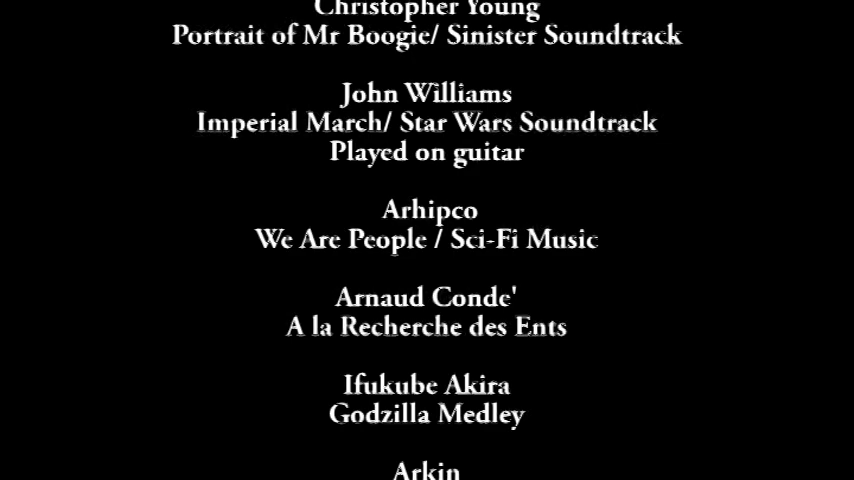 Christopher Young
Portrait of Mr Boogie/ Sinister Soundtrack
John Williams
Imperial March/ Star Wars Soundtrack
Played on guitar
Arhipco
We Are People / Sci-Fi Music
Arnaud Conde'
A la Recherche des Ents
Ifukube Akira
Godzilla Medley
Arkin